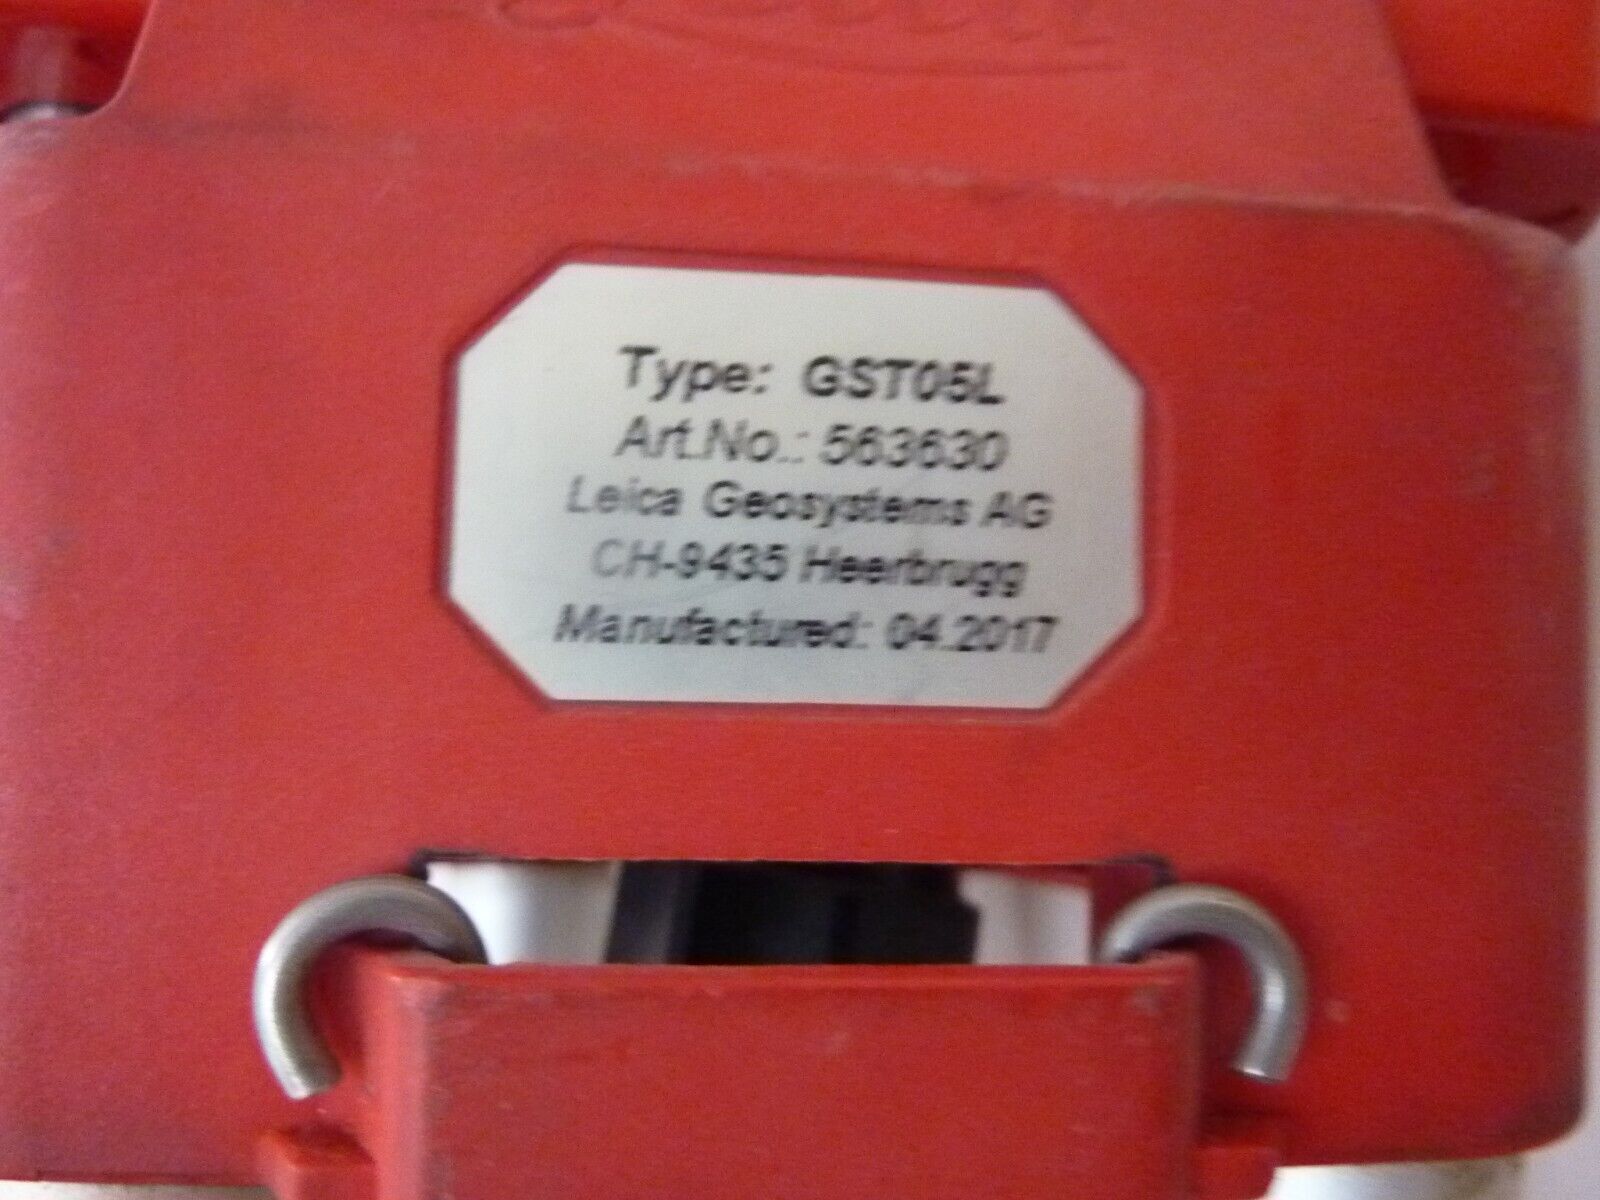 Type: GST05L
Art.No.: 563630
Leica Geosystems AG
CH-9435 Heerbrugg
Manufactured: 04.2017